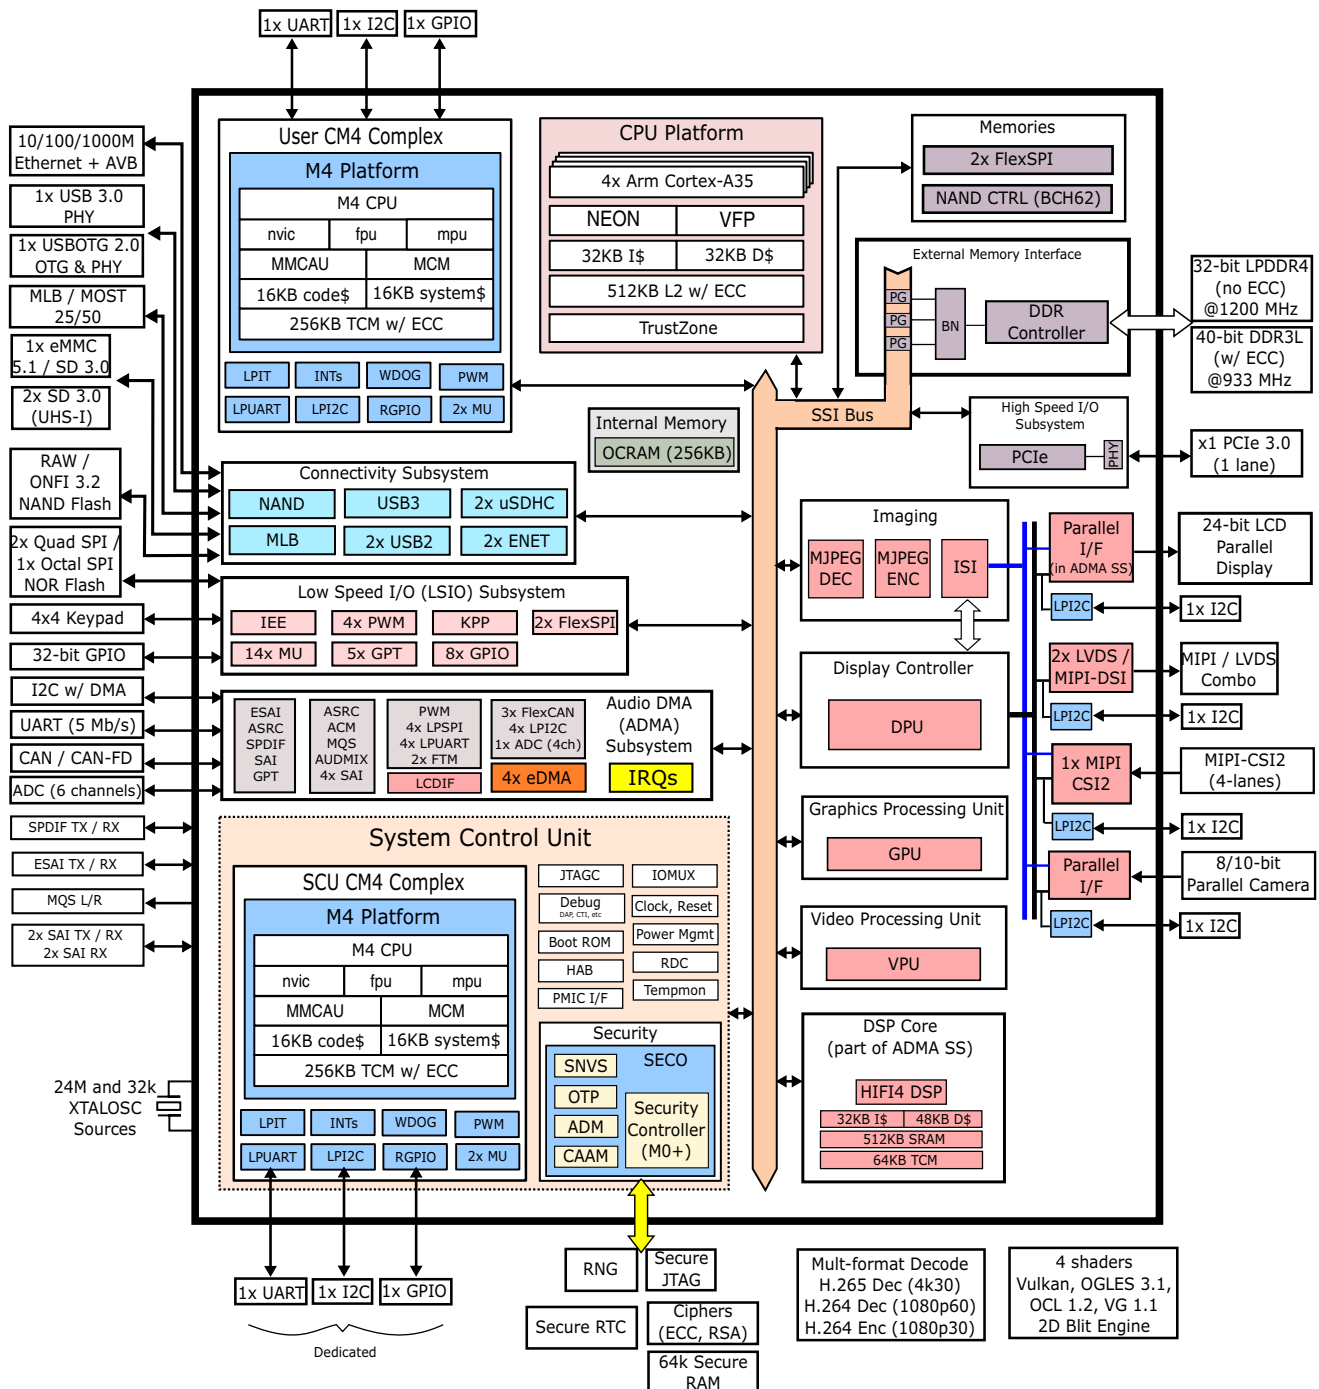 1x UART
1x I2C
1x GPIO
10/100/1000M
Ethernet + AVB
1x USB 3.0
PHY
1x USBOTG 2.0
OTG & PHY
MLB / MOST
25/50
1x eMMC
5.1 / SD 3.0
2x SD 3.0
(UHS-I)
RAW /
ONFI 3.2
NAND Flash
2x Quad SPI /
1x Octal SPI
NOR Flash
4x4 Keypad
32-bit GPIO
I2C w/ DMA
UART (5 Mb/s)
CAN / CAN-FD
ADC (6 channels)
SPDIF TX / RX
ESAI TX / RX
MQS L/R
2x SAI TX / RX
2x SAI RX
24M and 32k
XTALOSC
Sources
User CM4 Complex
M4 Platform
M4 CPU
nvic
fpu
mpu
MMCAU
MCM
16KB code$
16KB system$
256KB TCM w/ ECC
LPIT
INTs
WDOG
PWM
LPUART
LPI2C
RGPIO
2x MU
CPU Platform
4x Arm Cortex-A35
NEON
VFP
32KB I$
32KB D$
512KB L2 w/ ECC
TrustZone
Memories
2x FlexSPI
NAND CTRL (BCH62)
External Memory Interface
PG
PG
PG
BN
DDR
Controller
32-bit LPDDR4
(no ECC)
@1200 MHz
40-bit DDR3L
(w/ ECC)
@933 MHz
SSI Bus
Internal Memory
OCRAM (256KB)
High Speed I/O
Subsystem
PCIe
PHY
x1 PCIe 3.0
(1 lane)
Connectivity Subsystem
NAND
USB3
2x uSDHC
MLB
2x USB2
2x ENET
Low Speed I/O (LSIO) Subsystem
IEE
4x PWM
KPP
2x FlexSPI
14x MU
5x GPT
8x GPIO
ESAI
ASRC
SPDIF
SAI
GPT
ASRC
ACM
MQS
AUDMIX
4x SAI
PWM
4x LPSPI
4x LPUART
2x FTM
LCDIF
3x FlexCAN
4x LPI2C
1x ADC (4ch)
4x eDMA
Audio DMA
(ADMA)
Subsystem
IRQs
Imaging
MJPEG
DEC
MJPEG
ENC
ISI
Display Controller
DPU
Graphics Processing Unit
GPU
Video Processing Unit
VPU
DSP Core
(part of ADMA SS)
HIFI4 DSP
32KB I$
48KB D$
512KB SRAM
64KB TCM
Parallel
I/F
(in ADMA SS)
LPI2C
2x LVDS /
MIPI-DSI
LPI2C
1x MIPI
CSI2
LPI2C
Parallel
I/F
LPI2C
24-bit LCD
Parallel
Display
1x I2C
MIPI / LVDS
Combo
1x I2C
MIPI-CSI2
(4-lanes)
1x I2C
8/10-bit
Parallel Camera
1x I2C
System Control Unit
SCU CM4 Complex
M4 Platform
M4 CPU
nvic
fpu
mpu
MMCAU
MCM
16KB code$
16KB system$
256KB TCM w/ ECC
LPIT
INTs
WDOG
PWM
LPUART
LPI2C
RGPIO
2x MU
JTAGC
IOMUX
Debug
DAP, CTI, etc
Clock, Reset
Boot ROM
Power Mgmt
HAB
RDC
PMIC I/F
Tempmon
Security
SECO
SNVS
OTP
ADM
CAAM
Security
Controller
(M0+)
1x UART
1x I2C
1x GPIO
Dedicated
RNG
Secure
JTAG
Secure RTC
Ciphers
(ECC, RSA)
64k Secure
RAM
Mult-format Decode
H.265 Dec (4k30)
H.264 Dec (1080p60)
H.264 Enc (1080p30)
4 shaders
Vulkan, OGLES 3.1,
OCL 1.2, VG 1.1
2D Blit Engine